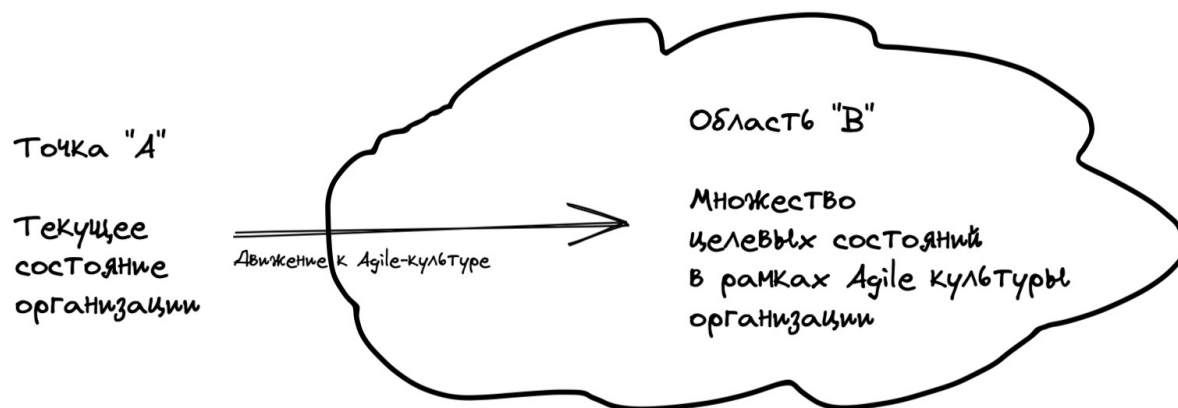 Точка "А"
Текущее
состояние
организации
Движение к Agile-культуре
Область "В"
Множество
целевых состояний
в рамках Agile культуры
организации